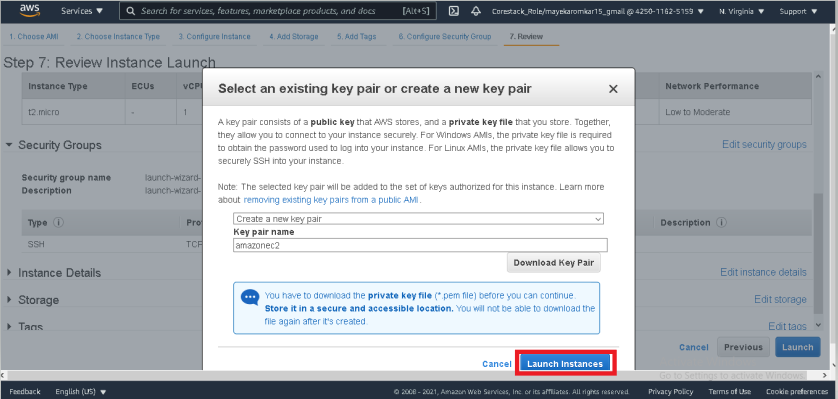 aws
Services
Search for services, features, marketplace products, and docs
[Alt+S]
Corestack_Role/mayekaromkar15_gmail @ 4250-1162-5159
N. Virginia
Support
1. Choose AMI
2. Choose Instance Type
3. Configure Instance
4. Add Storage
5. Add Tags
6. Configure Security Group
7. Review
Step 7: Review Instance Launch
Instance Type
ECUs
vCP
Network Performance
t2.micro
-
1
Low to Moderate
Security Groups
Edit security groups
Security group name
launch-wizard-
Description
launch-wizard-
Type
Description
SSH
TCP
Instance Details
Edit instance details
Storage
Edit storage
Tags
Edit tags
Cancel
Previous
Launch
Select an existing key pair or create a new key pair
A key pair consists of a public key that AWS stores, and a private key file that you store. Together,
they allow you to connect to your instance securely. For Windows AMIs, the private key file is required
to obtain the password used to log into your instance. For Linux AMIs, the private key file allows you to
securely SSH into your instance.
Note: The selected key pair will be added to the set of keys authorized for this instance. Learn more
about removing existing key pairs from a public AMI.
Create a new key pair
Key pair name
amazonec2
Download Key Pair
You have to download the private key file (*.pem file) before you can continue.
Store it in a secure and accessible location. You will not be able to download the
file again after it's created.
Cancel
Launch Instances
Go to Settings to activate Windows.
Feedback
English (US)
© 2008 - 2021, Amazon Web Services, Inc. or its affiliates. All rights reserved.
Privacy Policy
Terms of Use
Cookie preferences